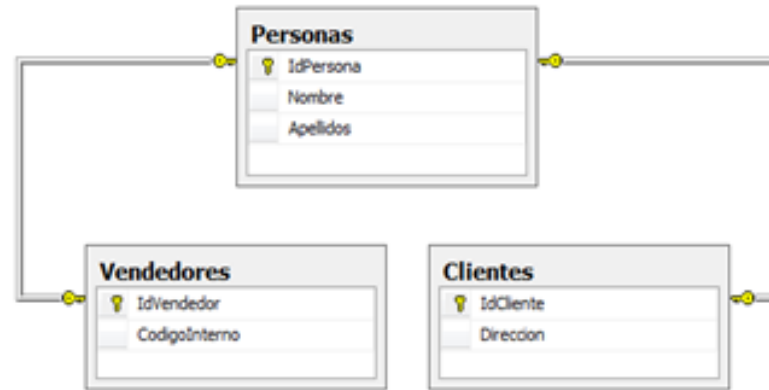 Personas
IdPersona
Nombre
Apellidos
Vendedores
IdVendedor
CodigoInterno
Clientes
IdCliente
Direccion